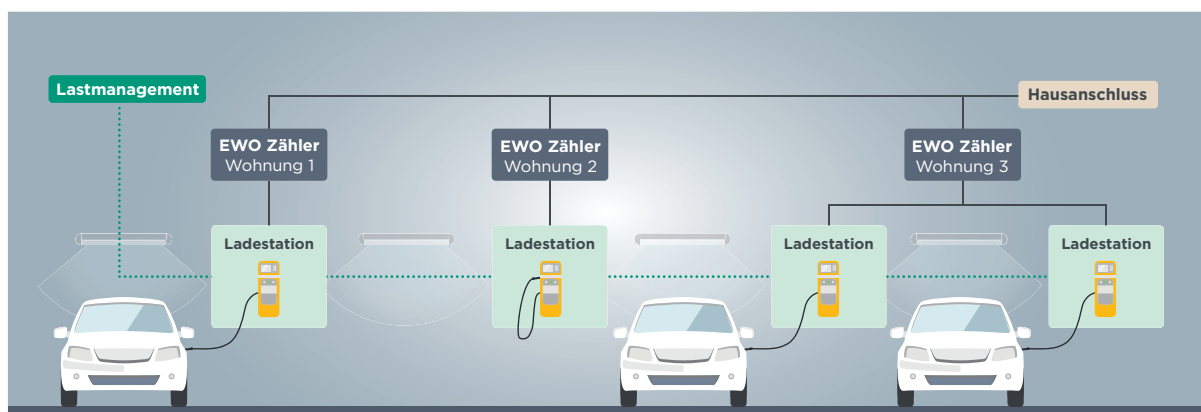 Lastmanagement
Hausanschluss
EWO Zähler
Wohnung 1
EWO Zähler
Wohnung 2
EWO Zähler
Wohnung 3
Ladestation
Ladestation
Ladestation
Ladestation